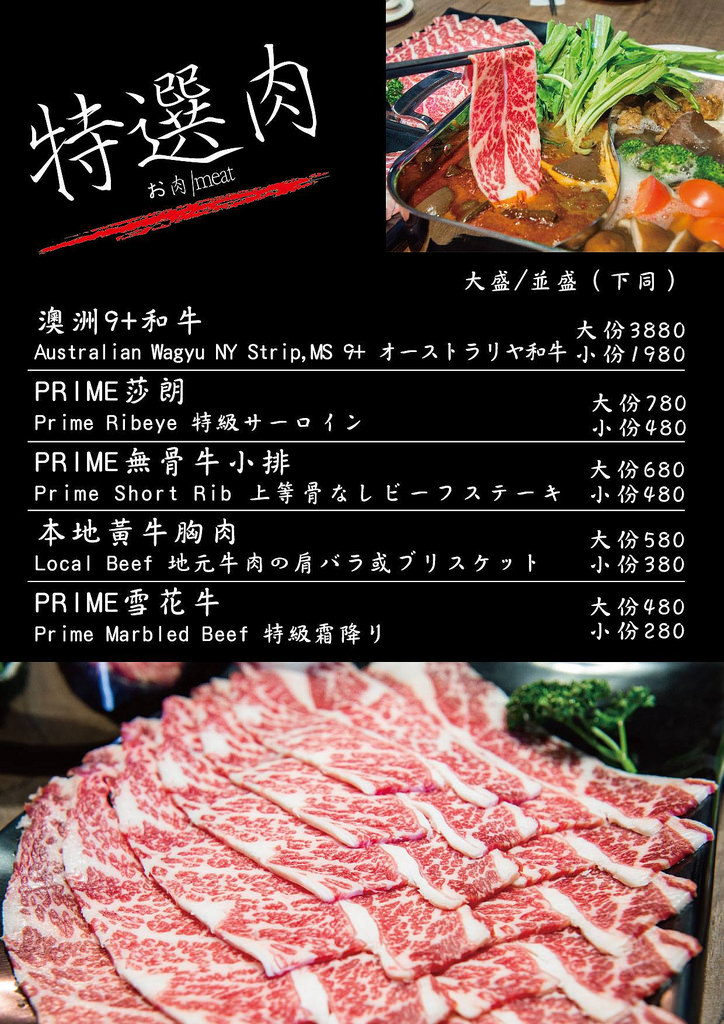 特選肉
お肉/meat
大盛/並盛(下同)
澳洲9+和牛
大份3880
Australian Wagyu NY Strip,MS 9+ オーストラリヤ和牛
小份1980
PRIME莎朗
大份780
Prime Ribeye 特級サーロイン
小份480
PRIME無骨牛小排
大份680
Prime Short Rib 上等骨なしビーフステーキ
小份480
本地黃牛胸肉
大份580
Local Beef 地元牛肉の肩バラ或ブリスケット
小份380
PRIME雪花牛
大份480
Prime Marbled Beef 特級霜降り
小份280